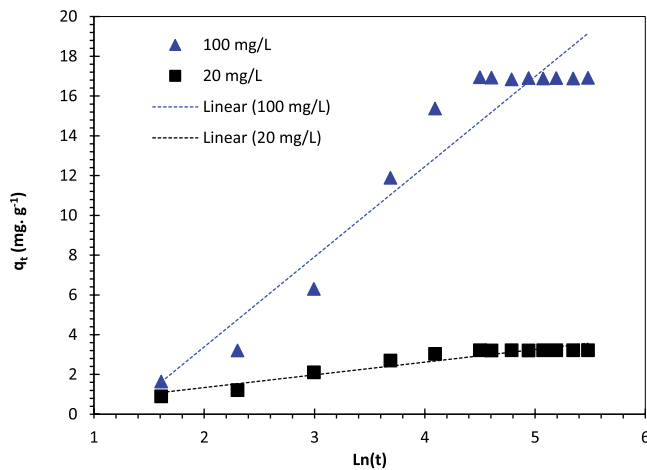 20
18
16
14
12
10
8
6
4
2
0
qt (mg. g-1)
100 mg/L
20 mg/L
Linear (100 mg/L)
Linear (20 mg/L)
1 2 3 4 5 6
Ln(t)